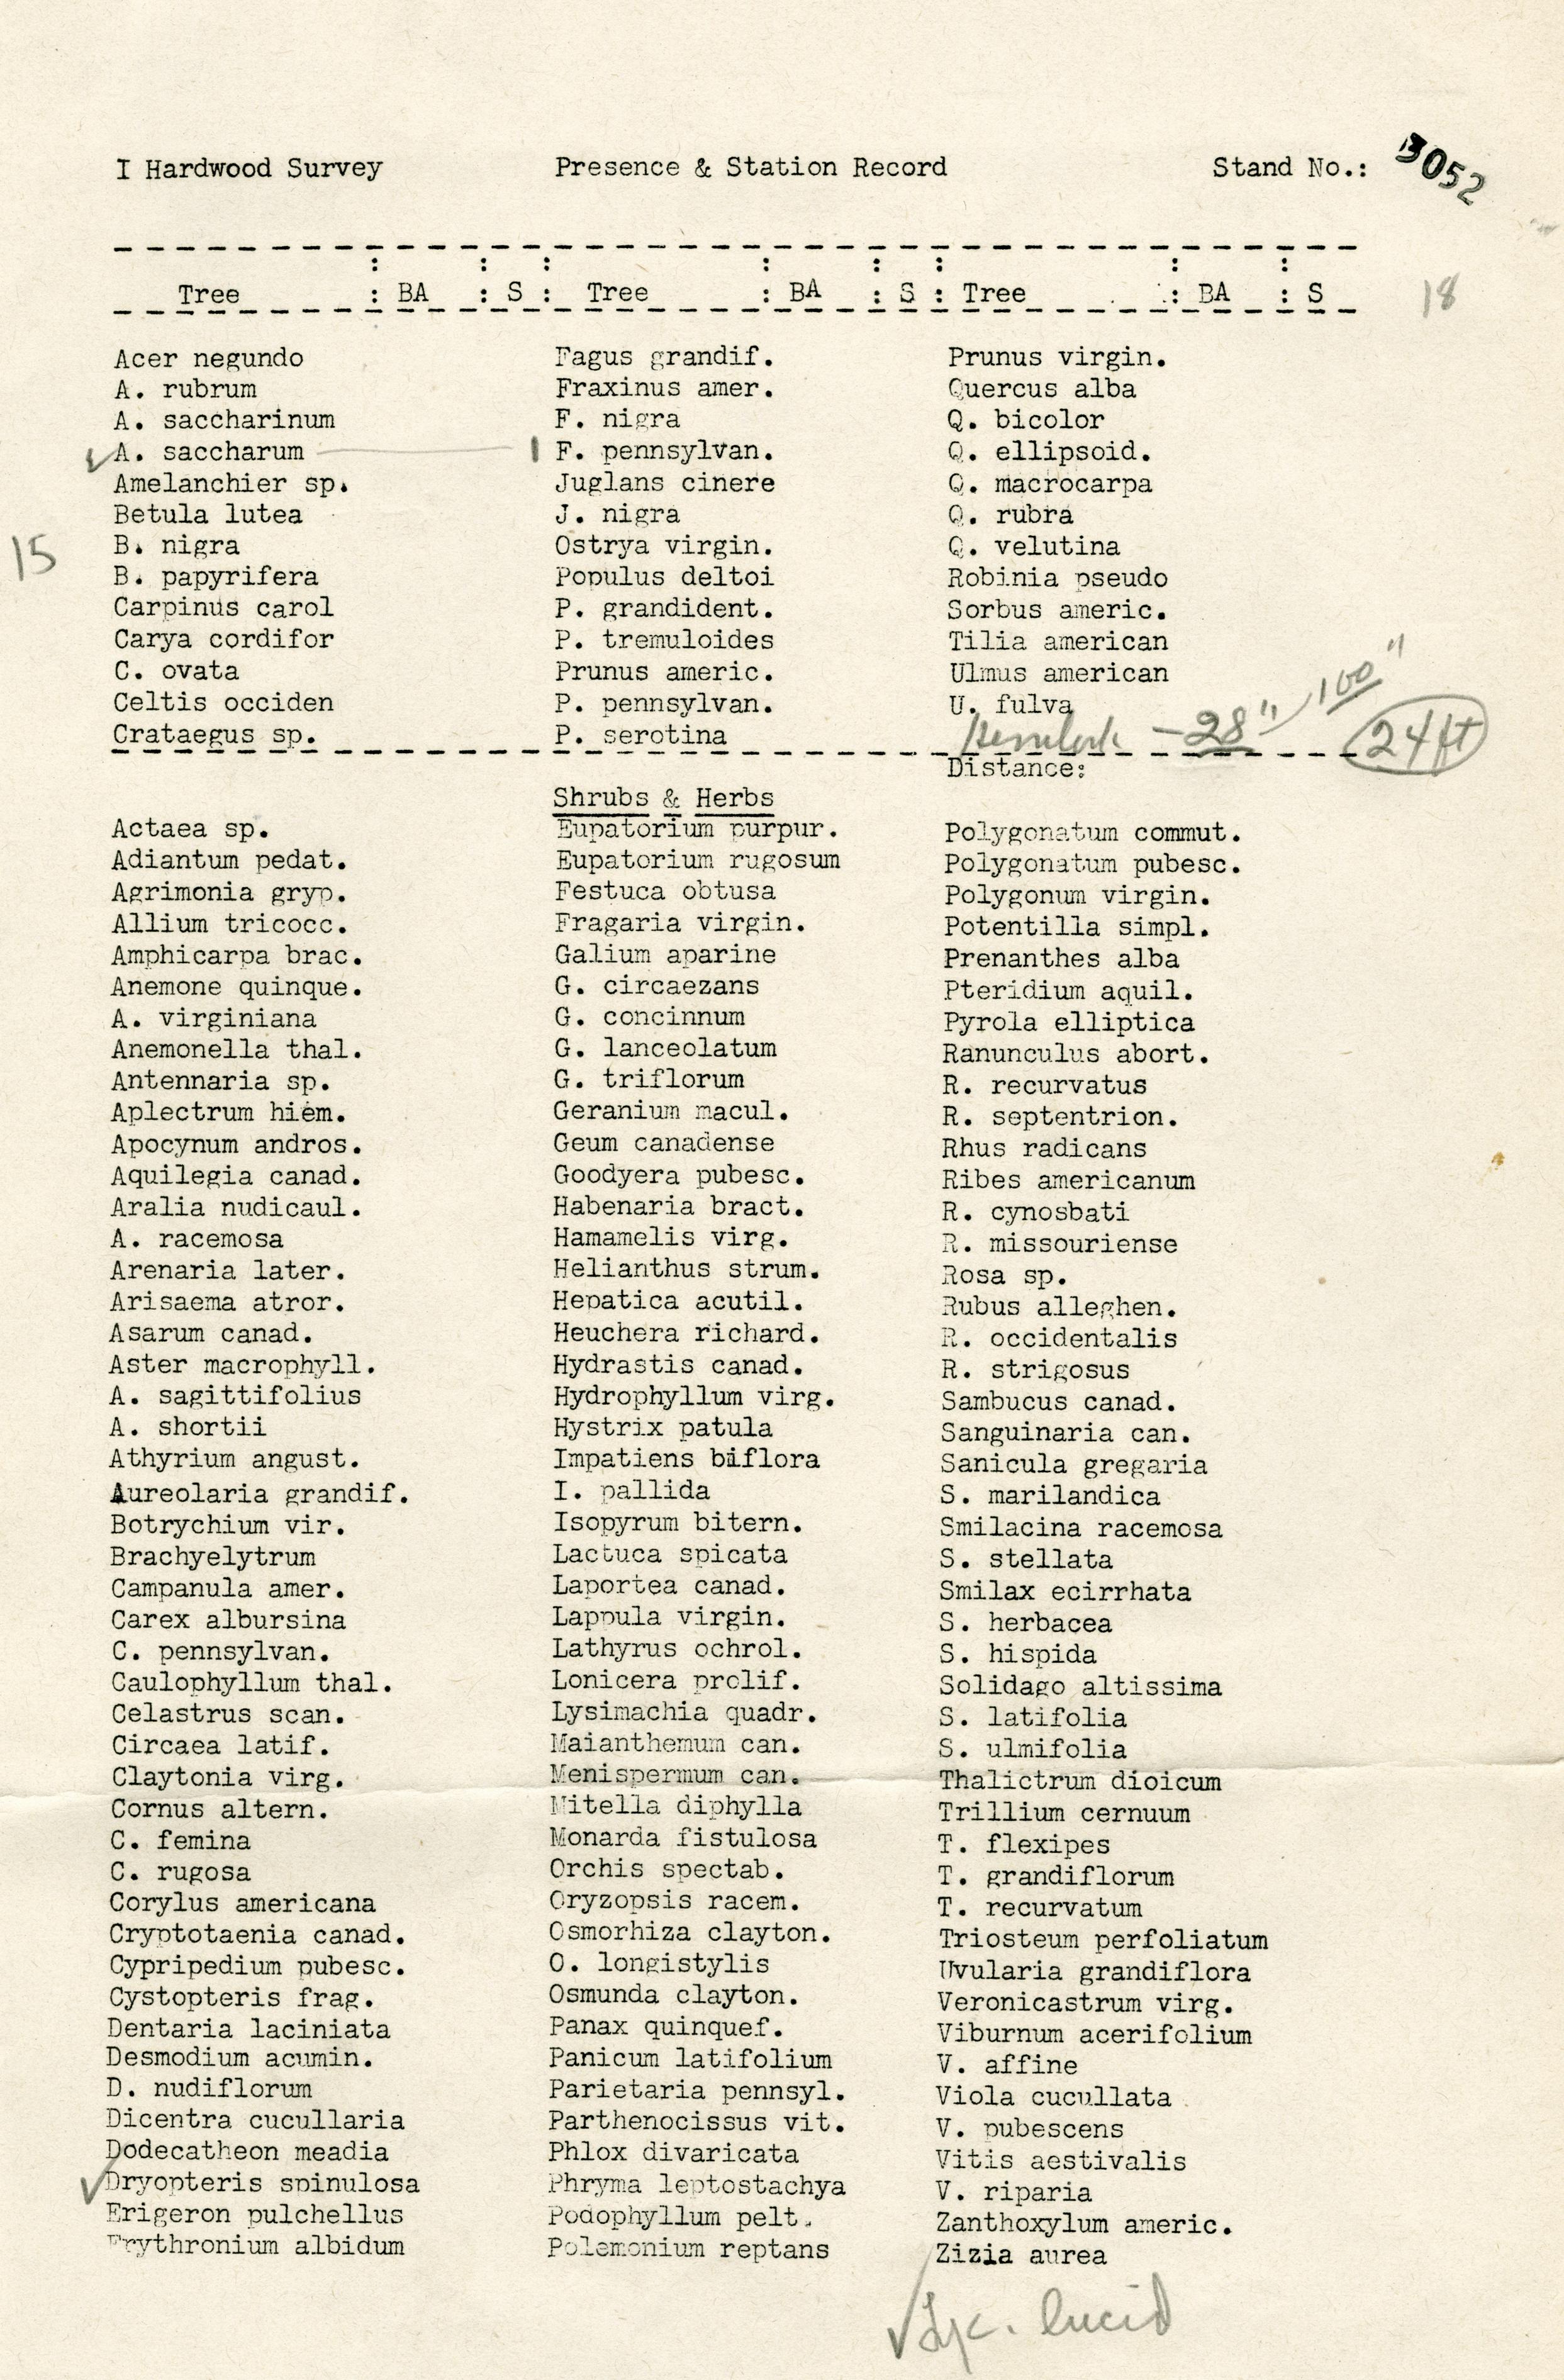 I Hardwood Survey Presence & Station Record Stand No.: 3052
Tree : BA : S : Tree : BA : S : Tree : BA : S
18
Acer negundo Fagus grandif. Prunus virgin.
A. rubrum Fraxinus amer. Quercus alba
A. saccharinum F. nigra Q. bicolor
✓ A. saccharum — 1 F. pennsylvan. Q. ellipsoid.
Amelanchier sp. Juglans cinere Q. macrocarpa
Betula lutea J. nigra Q. rubra
15 B. nigra Ostrya virgin. Q. velutina
B. papyrifera Populus deltoi Robinia pseudo
Carpinus carol P. grandident. Sorbus americ.
Carya cordifor P. tremuloides Tilia american
C. ovata Prunus americ. Ulmus american
Celtis occiden P. pennsylvan. U. fulva
Crataegus sp. P. serotina Hemlock - 28", 100" 24 ft
Distance:
Shrubs & Herbs
Actaea sp. Eupatorium purpur. Polygonatum commut.
Adiantum pedat. Eupatorium rugosum Polygonatum pubesc.
Agrimonia gryp. Festuca obtusa Polygonum virgin.
Allium tricocc. Fragaria virgin. Potentilla simpl.
Amphicarpa brac. Galium aparine Prenanthes alba
Anemone quinque. G. circaezans Pteridium aquil.
A. virginiana G. concinnum Pyrola elliptica
Anemonella thal. G. lanceolatum Ranunculus abort.
Antennaria sp. G. triflorum R. recurvatus
Aplectrum hiem. Geranium macul. R. septentrion.
Apocynum andros. Geum canadense Rhus radicans
Aquilegia canad. Goodyera pubesc. Ribes americanum
Aralia nudicaul. Habenaria bract. R. cynosbati
A. racemosa Hamamelis virg. R. missouriense
Arenaria later. Helianthus strum. Rosa sp.
Arisaema atror. Hepatica acutil. Rubus alleghen.
Asarum canad. Heuchera richard. R. occidentalis
Aster macrophyll. Hydrastis canad. R. strigosus
A. sagittifolius Hydrophyllum virg. Sambucus canad.
A. shortii Hystrix patula Sanguinaria can.
Athyrium angust. Impatiens biflora Sanicula gregaria
Aureolaria grandif. I. pallida S. marilandica
Botrychium vir. Isopyrum bitern. Smilacina racemosa
Brachyelytrum Lactuca spicata S. stellata
Campanula amer. Laportea canad. Smilax ecirrhata
Carex albursina Lappula virgin. S. herbacea
C. pennsylvan. Lathyrus ochrol. S. hispida
Caulophyllum thal. Lonicera prolif. Solidago altissima
Celastrus scan. Lysimachia quadr. S. latifolia
Circaea latif. Maianthemum can. S. ulmifolia
Claytonia virg. Menispermum can. Thalictrum dioicum
Cornus altern. Mitella diphylla Trillium cernuum
C. femina Monarda fistulosa T. flexipes
C. rugosa Orchis spectab. T. grandiflorum
Corylus americana Oryzopsis racem. T. recurvatum
Cryptotaenia canad. Osmorhiza clayton. Triosteum perfoliatum
Cypripedium pubesc. O. longistylis Uvularia grandiflora
Cystopteris frag. Osmunda clayton. Veronicastrum virg.
Dentaria laciniata Panax quinquef. Viburnum acerifolium
Desmodium acumin. Panicum latifolium V. affine
D. nudiflorum Parietaria pennsyl. Viola cucullata
Dicentra cucullaria Parthenocissus vit. V. pubescens
Dodecatheon meadia Phlox divaricata Vitis aestivalis
✓ Dryopteris spinulosa Phryma leptostachya V. riparia
Erigeron pulchellus Podophyllum pelt. Zanthoxylum americ.
Erythronium albidum Polemonium reptans Zizia aurea
✓ Lyc. lucid